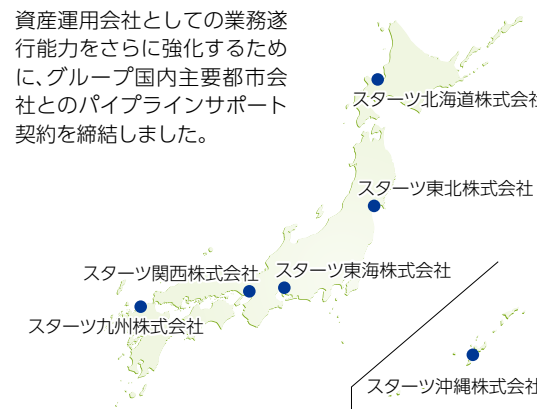 資産運用会社としての業務遂
行能力をさらに強化するため
に、グループ国内主要都市会
社とのパイプラインサポート
契約を締結しました。
スターツ北海道株式会社
スターツ東北株式会社
スターツ関西株式会社
スターツ東海株式会社
スターツ九州株式会社
スターツ沖縄株式会社